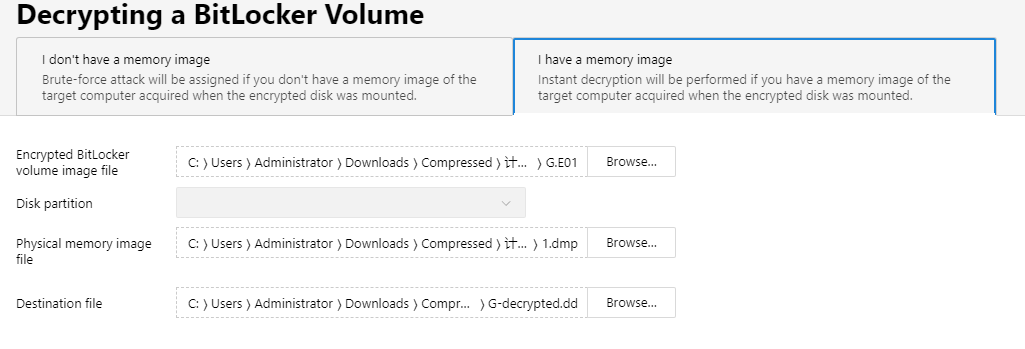 Decrypting a BitLocker Volume
I don't have a memory image
Brute-force attack will be assigned if you don't have a memory image of the
target computer acquired when the encrypted disk was mounted.
I have a memory image
Instant decryption will be performed if you have a memory image of the
target computer acquired when the encrypted disk was mounted.
Encrypted BitLocker
volume image file
C: ⟩ Users ⟩ Administrator ⟩ Downloads ⟩ Compressed ⟩ 计... ⟩ G.E01
Browse...
Disk partition
Physical memory image
file
C: ⟩ Users ⟩ Administrator ⟩ Downloads ⟩ Compressed ⟩ 计... ⟩ 1.dmp
Browse...
Destination file
C: ⟩ Users ⟩ Administrator ⟩ Downloads ⟩ Compr... ⟩ G-decrypted.dd
Browse...